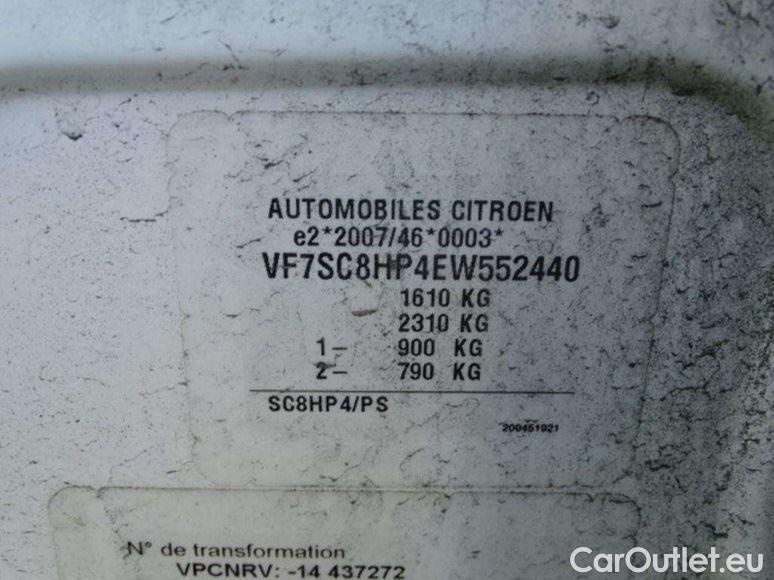 AUTOMOBILES CITROEN
e2*2007/46*0003*
VF7SC8HP4EW552440
1610 KG
2310 KG
1- 900 KG
2- 790 KG
SC8HP4/PS
200451921
N° de transformation
VPCNRV: -14 437272
CarOutlet.eu